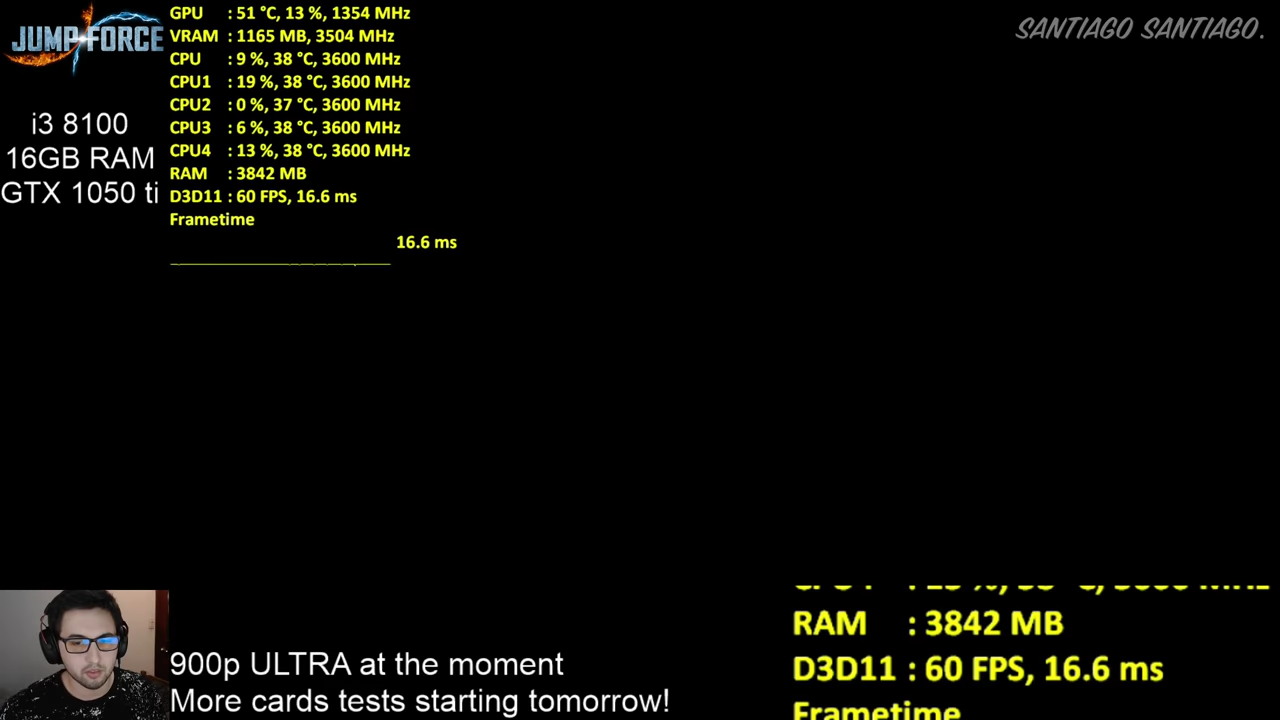 JUMP FORCE
i3 8100
16GB RAM
GTX 1050 ti
GPU : 51 °C, 13 %, 1354 MHz
VRAM : 1165 MB, 3504 MHz
CPU : 9 %, 38 °C, 3600 MHz
CPU1 : 19 %, 38 °C, 3600 MHz
CPU2 : 0 %, 37 °C, 3600 MHz
CPU3 : 6 %, 38 °C, 3600 MHz
CPU4 : 13 %, 38 °C, 3600 MHz
RAM : 3842 MB
D3D11 : 60 FPS, 16.6 ms
Frametime
16.6 ms
SANTIAGO SANTIAGO.
900p ULTRA at the moment
More cards tests starting tomorrow!
RAM : 3842 MB
D3D11 : 60 FPS, 16.6 ms
Frametime